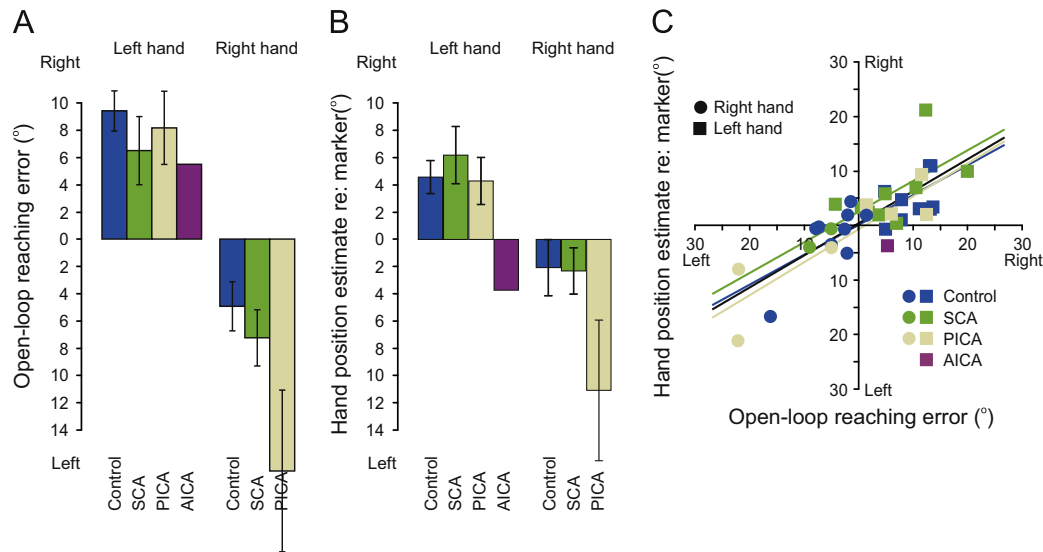 A
Left hand
Right hand
Right
Open-loop reaching error (°)
10
8
6
4
2
0
2
4
6
8
10
12
14
Left
Control
SCA
PICA
AICA
Control
SCA
PICA
B
Left hand
Right hand
Right
Hand position estimate re: marker(°)
10
8
6
4
2
0
2
4
6
8
10
12
14
Left
Control
SCA
PICA
AICA
Control
SCA
PICA
C
Hand position estimate re: marker(°)
30
Right
20
10
Right hand
Left hand
30
20
10
10
20
30
Left
Right
10
20
30
Left
Control
SCA
PICA
AICA
Open-loop reaching error (°)